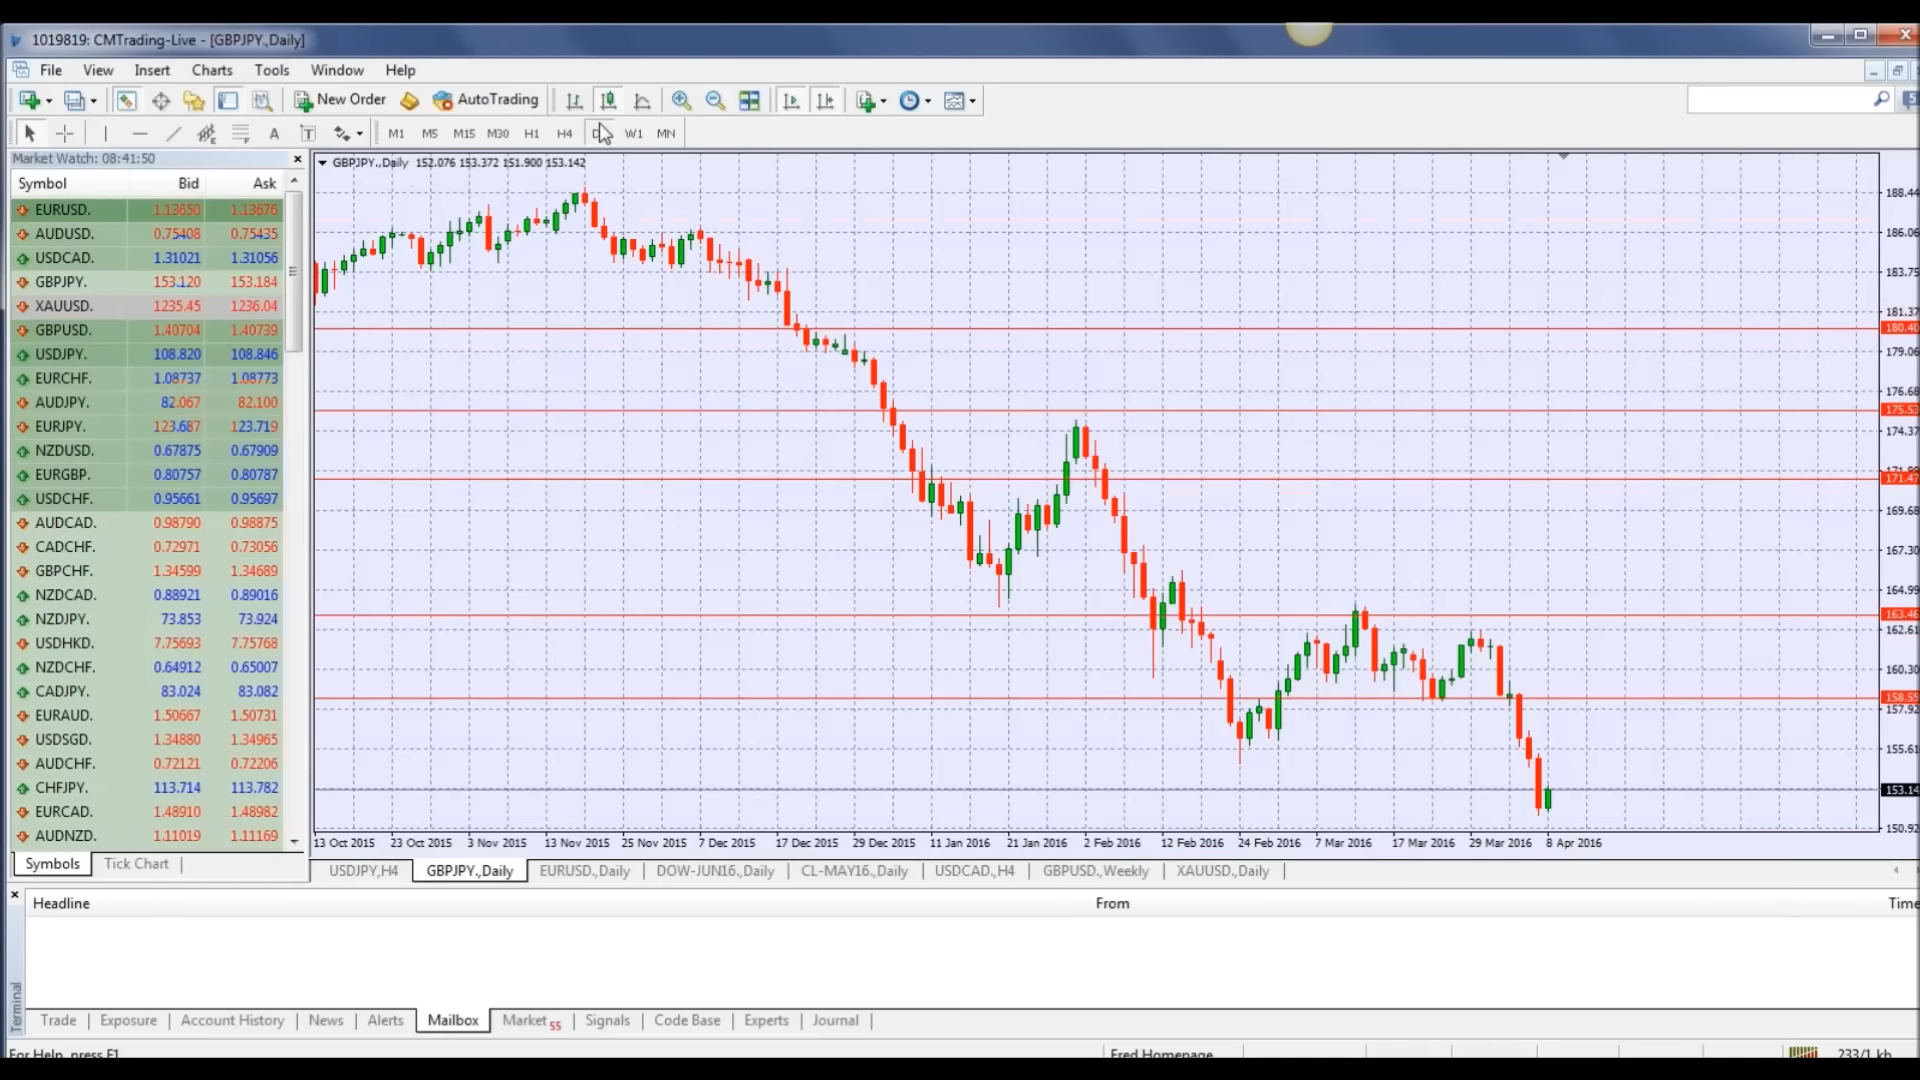 1019819: CMTrading-Live - [GBPJPY.,Daily]
File View Insert Charts Tools Window Help
New Order AutoTrading
M1 M5 M15 M30 H1 H4 W1 MN
Market Watch: 08:41:50
Symbol Bid Ask
EURUSD. 1.13650 1.13676
AUDUSD. 0.75408 0.75435
USDCAD. 1.31021 1.31056
GBPJPY. 153.120 153.184
XAUUSD. 1235.45 1236.04
GBPUSD. 1.40704 1.40739
USDJPY. 108.820 108.846
EURCHF. 1.08737 1.08773
AUDJPY. 82.067 82.100
EURJPY. 123.687 123.719
NZDUSD. 0.67875 0.67909
EURGBP. 0.80757 0.80787
USDCHF. 0.95661 0.95697
AUDCAD. 0.98790 0.98875
CADCHF. 0.72971 0.73056
GBPCHF. 1.34599 1.34689
NZDCAD. 0.88921 0.89016
NZDJPY. 73.853 73.924
USDHKD. 7.75693 7.75768
NZDCHF. 0.64912 0.65007
CADJPY. 83.024 83.082
EURAUD. 1.50667 1.50731
USDSGD. 1.34880 1.34965
AUDCHF. 0.72121 0.72206
CHFJPY. 113.714 113.782
EURCAD. 1.48910 1.48982
AUDNZD. 1.11019 1.11169
Symbols Tick Chart
GBPJPY.,Daily 152.076 153.372 151.900 153.142
188.44
186.06
183.75
181.37
180.40
179.06
176.68
175.53
174.37
171.47
169.68
167.30
164.99
163.46
162.61
160.30
158.55
157.92
155.61
153.14
150.92
13 Oct 2015 23 Oct 2015 3 Nov 2015 13 Nov 2015 25 Nov 2015 7 Dec 2015 17 Dec 2015 29 Dec 2015 11 Jan 2016 21 Jan 2016 2 Feb 2016 12 Feb 2016 24 Feb 2016 7 Mar 2016 17 Mar 2016 29 Mar 2016 8 Apr 2016
USDJPY,H4 GBPJPY.,Daily EURUSD.,Daily DOW-JUN16.,Daily CL-MAY16.,Daily USDCAD.,H4 GBPUSD.,Weekly XAUUSD.,Daily
Headline From Time
Terminal
Trade Exposure Account History News Alerts Mailbox Market 55 Signals Code Base Experts Journal
For Help, press F1 Fred Homepage 233/1 kb